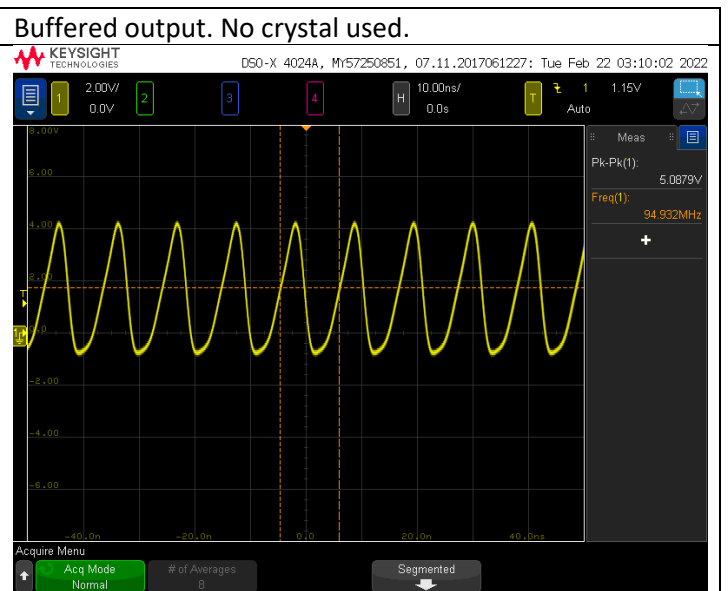 Buffered output. No crystal used.
KEYSIGHT
TECHNOLOGIES
DSO-X 4024A, MY57250851, 07.11.2017061227: Tue Feb 22 03:10:02 2022
1 2.00V/ 0.0V 2 3 4 H 10.00ns/ 0.0s T 1 1.15V Auto
8.00V
6.00
4.00
2.00
0.0
-2.00
-4.00
-6.00
T
1
-40.0n -20.0n 0.0 20.0n 40.0ns
Meas
Pk-Pk(1):
5.0879V
Freq(1):
94.932MHz
Acquire Menu
Acq Mode
Normal
# of Averages
8
Segmented